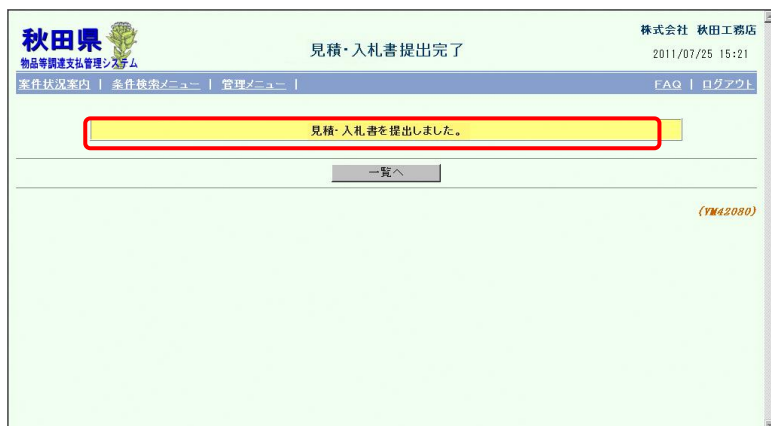 秋田県
物品等調達支払管理システム
見積・入札書提出完了
株式会社 秋田工務店
2011/07/25 15:21
案件状況案内 | 条件検索メニュー | 管理メニュー |
FAQ | ログアウト
見積・入札書を提出しました。
一覧へ
(VM42080)